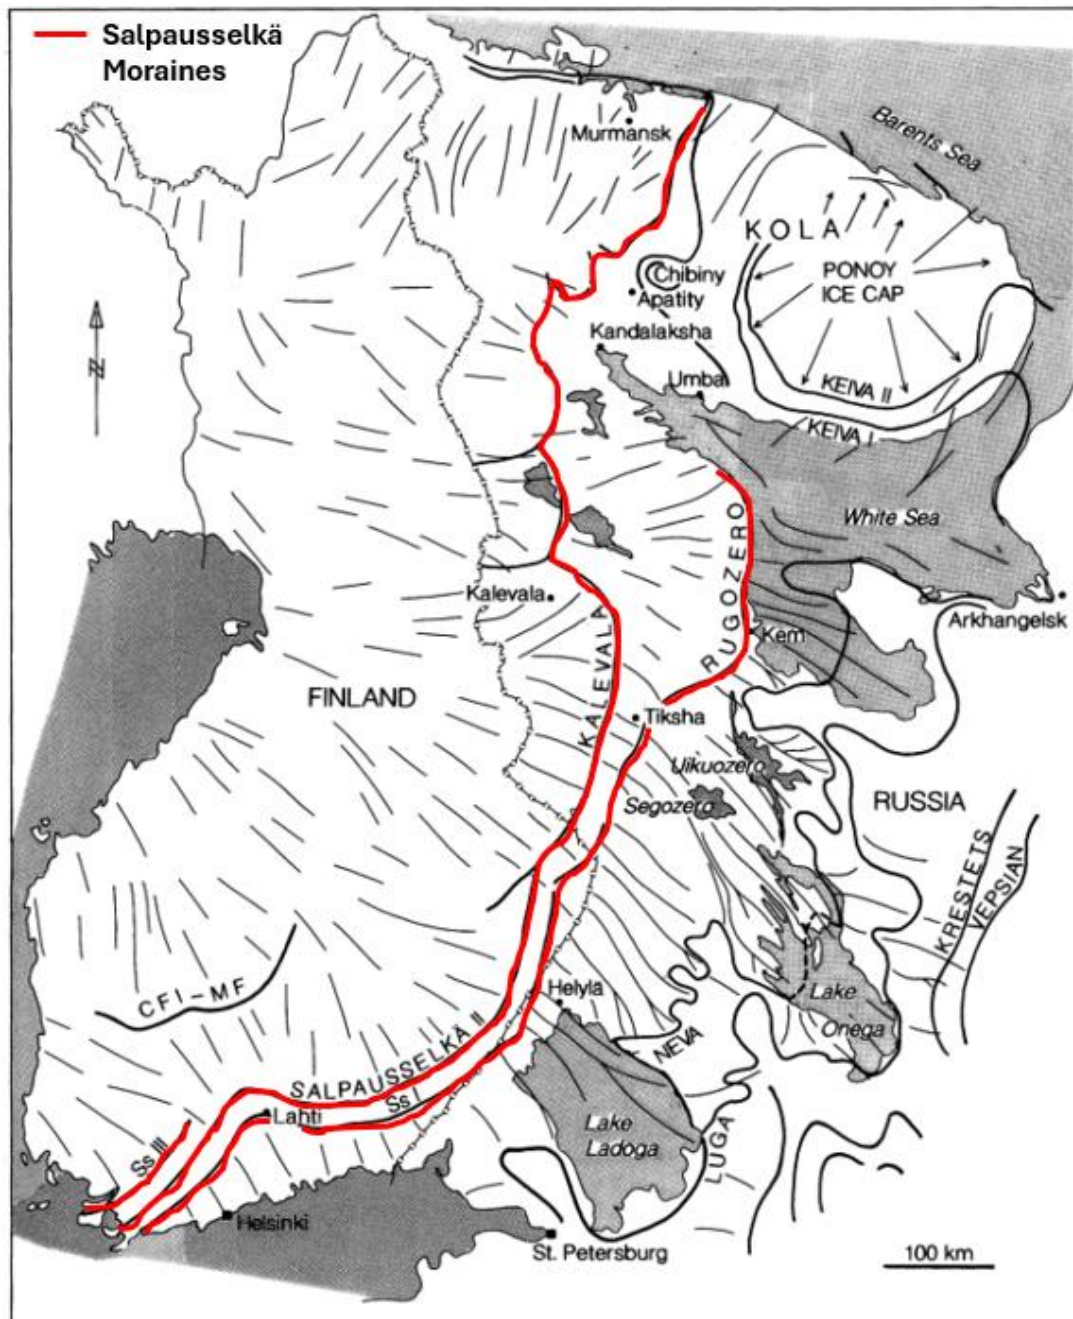 Salpausselkä
Moraines
Murmansk
Barents Sea
KOLA
Chibiny
Apatity
PONOY
ICE CAP
Kandalaksha
Umba
KEIVA II
KEIVA I
N
White Sea
RUGOZERO
Kalevala
Arkhangelsk
Kem
KALEVALA
FINLAND
Tiksha
Uikuozero
Segozero
RUSSIA
KRESTETS
VEPSIAN
CFI-MF
Helylä
Lake
Onega
NEVA
SALPAUSSELKÄ II
Ss I
Lahti
Lake
Ladoga
LUGA
Ss III
Helsinki
St. Petersburg
100 km